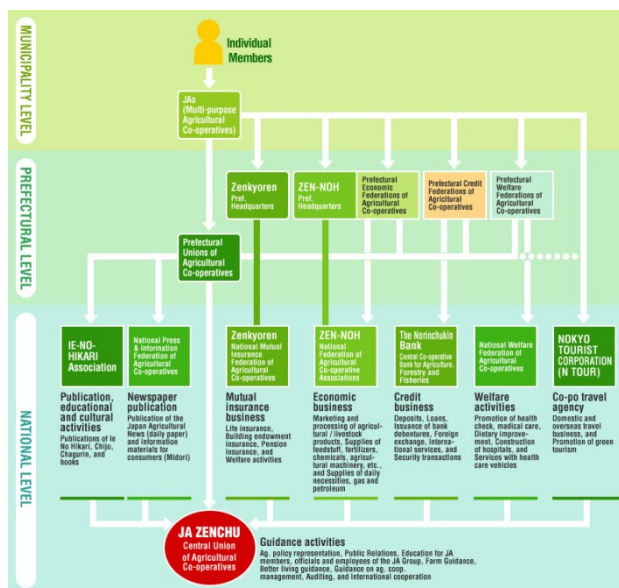 MUNICIPALITY LEVEL
Individual
Members
JAs
(Multi-purpose
Agricultural
Co-operatives)
PREFECTURAL LEVEL
Zenkyoren
Pref.
Headquarters
ZEN-NOH
Pref.
Headquarters
Prefectural
Economic
Federations of
Agricultural
Co-operatives
Prefectural Credit
Federations of
Agricltural
Co-operatives
Prefectural
Welfare
Federations of
Agricultural
Co-operatives
Prefectural
Unions of
Agricultural
Co-operatives
NATIONAL LEVEL
IE-NO-
HIKARI
Association
National Press
& Information
Federation of
Agricultural
Co-operatives
Zenkyoren
National Mutual
Insurance
Federation of
Agricultural
Co-operatives
ZEN-NOH
National
Federation of
Agricultural
Co-operative
Associations
The Norinchukin
Bank
Central Co-operative
Bank for Agriculture,
Forestry and
Fisheries
National Welfare
Federation of
Agricultural
Co-operatives
NOKYO
TOURIST
CORPORATION
(N TOUR)
Publication,
educational
and cultural
activities
Publications of Ie
No Hikari, Chijo,
Chagurin, and
books
Newspaper
publication
Publication of the
Japan Agricultural
News (daily paper)
and information
materials for
consumers (Midori)
Mutual
insurance
business
Life insurance,
Building endowment
insurance, Pension
insurance, and
Welfare activities
Economic
business
Marketing and
processing of agricul-
tural / livestock
products, Supplies of
feedstuff, fertilizers,
chemicals, agricul-
tural machinery, etc.,
and Supplies of daily
necessities, gas and
petroleum
Credit
business
Deposits, Loans,
Issuance of bank
debentures, Foreign
exchange, Interna-
tional services, and
Security transactions
Welfare
activities
Promotion of health
check, medical care,
Dietary improve-
ment, Construction
of hospitals, and
Services with health
care vehicles
Co-po travel
agency
Domestic and
overseas travel
business, and
Promotion of green
tourism
JA ZENCHU
Central Union
of Agricultural
Co-operatives
Guidance activities
Ag. policy representation, Public Relations, Education for JA
members, officials and employees of the JA Group, Farm Guidance,
Better living guidance, Guidance on ag. coop.
management, Auditing, and International cooperation